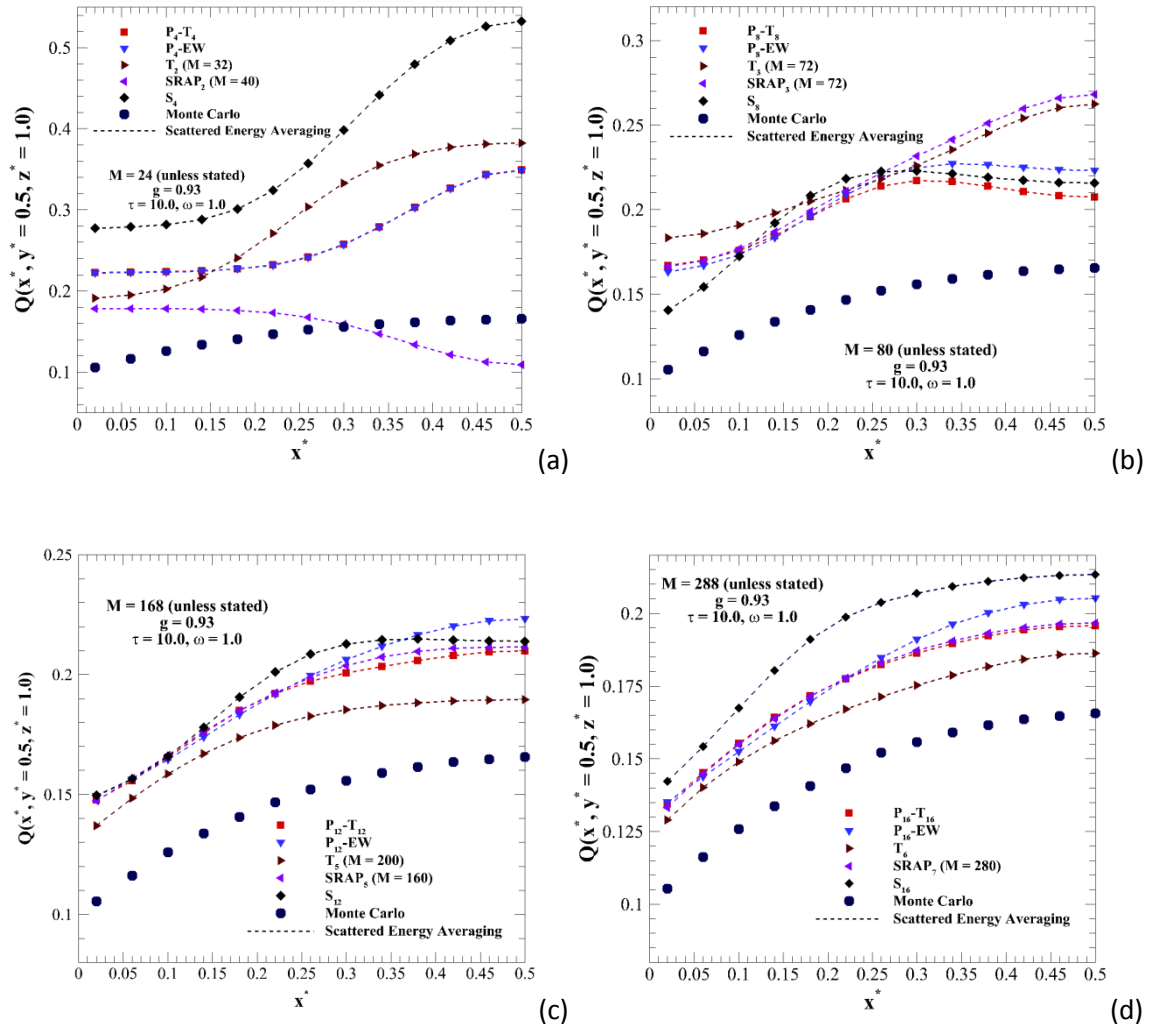 P₄-T₄
P₄-EW
T₂ (M = 32)
SRAP₂ (M = 40)
S₄
Monte Carlo
Scattered Energy Averaging
M = 24 (unless stated)
g = 0.93
τ = 10.0, ω = 1.0
Q(x*, y* = 0.5, z* = 1.0)
0.5
0.4
0.3
0.2
0.1
0 0.05 0.1 0.15 0.2 0.25 0.3 0.35 0.4 0.45 0.5
x*
(a)
P₈-T₈
P₈-EW
T₃ (M = 72)
SRAP₃ (M = 72)
S₈
Monte Carlo
Scattered Energy Averaging
M = 80 (unless stated)
g = 0.93
τ = 10.0, ω = 1.0
Q(x*, y* = 0.5, z* = 1.0)
0.3
0.25
0.2
0.15
0.1
0 0.05 0.1 0.15 0.2 0.25 0.3 0.35 0.4 0.45 0.5
x*
(b)
M = 168 (unless stated)
g = 0.93
τ = 10.0, ω = 1.0
P₁₂-T₁₂
P₁₂-EW
T₅ (M = 200)
SRAP₅ (M = 160)
S₁₂
Monte Carlo
Scattered Energy Averaging
Q(x*, y* = 0.5, z* = 1.0)
0.25
0.2
0.15
0.1
0 0.05 0.1 0.15 0.2 0.25 0.3 0.35 0.4 0.45 0.5
x*
(c)
M = 288 (unless stated)
g = 0.93
τ = 10.0, ω = 1.0
P₁₆-T₁₆
P₁₆-EW
T₆
SRAP₇ (M = 280)
S₁₆
Monte Carlo
Scattered Energy Averaging
Q(x*, y* = 0.5, z* = 1.0)
0.2
0.175
0.15
0.125
0.1
0 0.05 0.1 0.15 0.2 0.25 0.3 0.35 0.4 0.45 0.5
x*
(d)